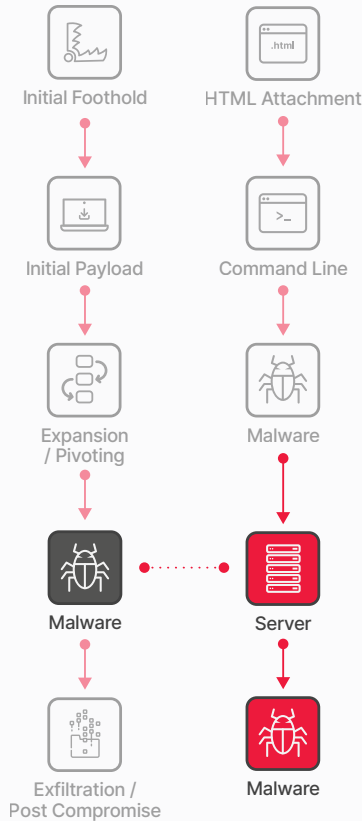 .html
Initial Foothold
HTML Attachment
>_
Initial Payload
Command Line
Expansion
/ Pivoting
Malware
Malware
Server
Exfiltration /
Post Compromise
Malware